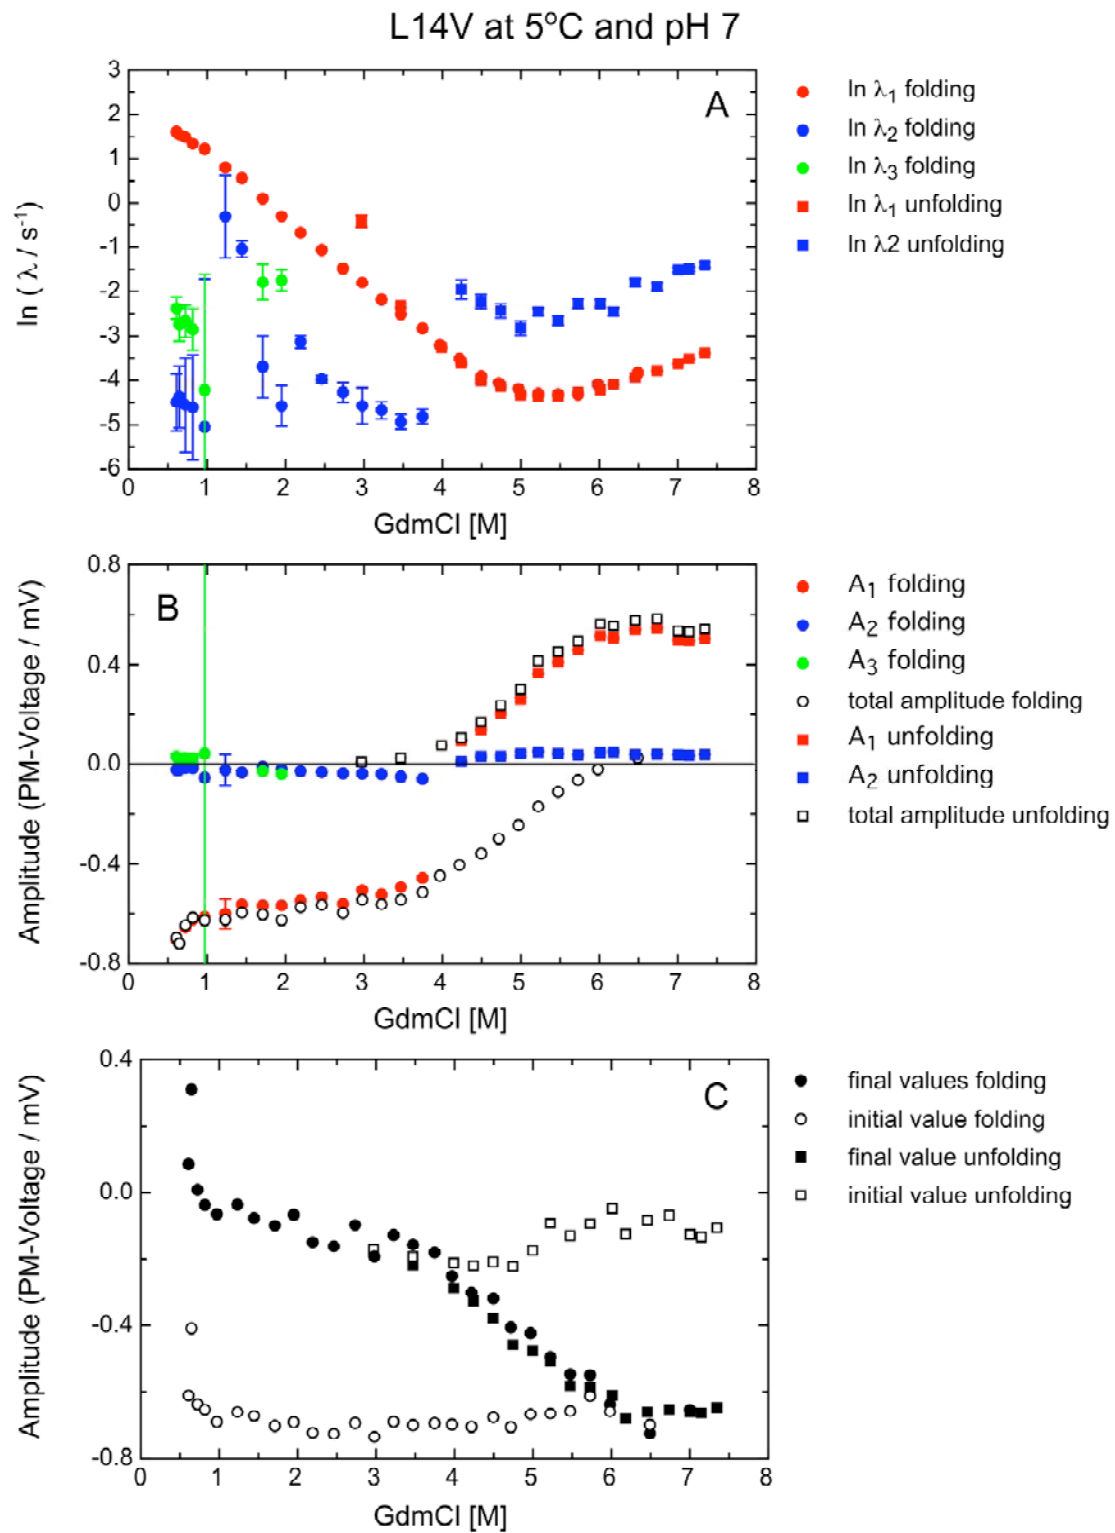 L14V at 5°C and pH 7
A
3
2
1
0
-1
-2
-3
-4
-5
-6
ln ( λ / s⁻¹)
0 1 2 3 4 5 6 7 8
GdmCl [M]
ln λ₁ folding
ln λ₂ folding
ln λ₃ folding
ln λ₁ unfolding
ln λ2 unfolding
B
0.8
0.4
0.0
-0.4
-0.8
Amplitude (PM-Voltage / mV)
0 1 2 3 4 5 6 7 8
GdmCl [M]
A₁ folding
A₂ folding
A₃ folding
total amplitude folding
A₁ unfolding
A₂ unfolding
total amplitude unfolding
C
0.4
0.0
-0.4
-0.8
Amplitude (PM-Voltage / mV)
0 1 2 3 4 5 6 7 8
GdmCl [M]
final values folding
initial value folding
final value unfolding
initial value unfolding